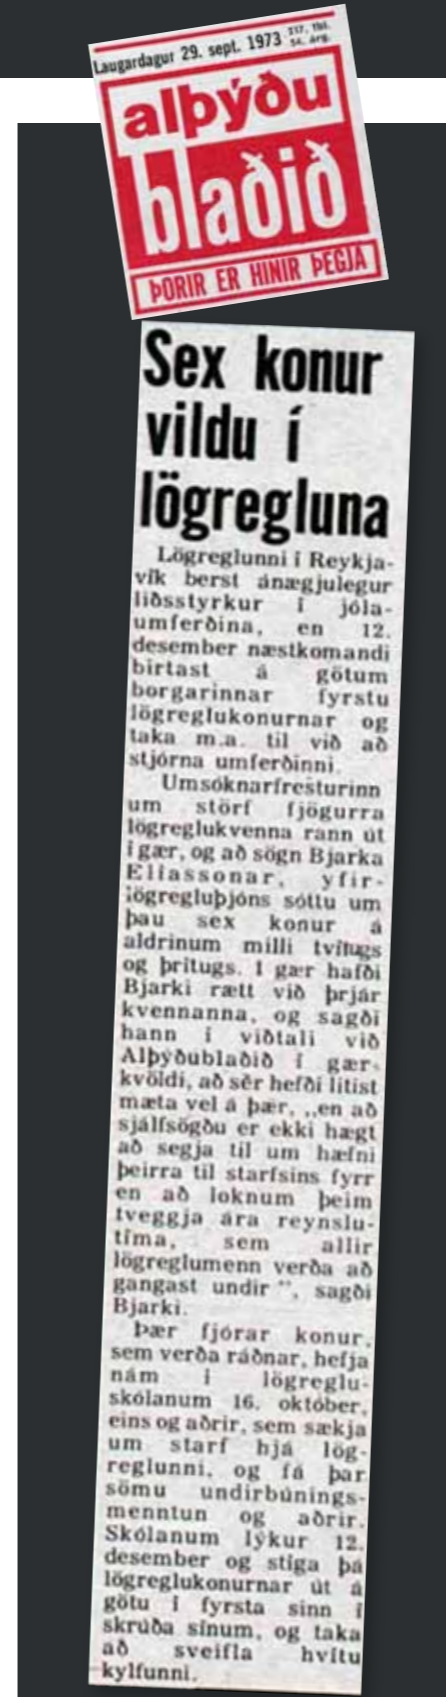 Laugardagur 29. sept. 1973
217. tbl.
54. árg.
alþýðu
blaðið
ÞORIR ER HINIR ÞEGJA
Sex konur
vildu í
lögregluna
Lögreglunni í Reykja-
vík berst ánægjulegur
liðsstyrkur í jóla-
umferðina, en 12.
desember næstkomandi
birtast á götum
borgarinnar fyrstu
lögreglukonurnar og
taka m.a. til við að
stjórna umferðinni.
Umsóknarfresturinn
um störf fjögurra
lögreglukvenna rann út
í gær, og að sögn Bjarka
Elíassonar, yfir-
lögregluþjóns sóttu um
þau sex konur á
aldrinum milli tvítugs
og þrítugs. I gær hafði
Bjarki rætt við þrjár
kvennanna, og sagði
hann í viðtali við
Alþýðublaðið í gær-
kvöldi, að sér hefði litist
mæta vel á þær, „en að
sjálfsögðu er ekki hægt
að segja til um hæfni
þeirra til starfsins fyrr
en að loknum þeim
tveggja ára reynslu-
tíma, sem allir
lögreglumenn verða að
gangast undir”, sagði
Bjarki.
Þær fjórar konur,
sem verða ráðnar, hefja
nám í lögreglu-
skólanum 16. október,
eins og aðrir, sem sækja
um starf hjá lög-
reglunni, og fá þar
sömu undirbúnings-
menntun og aðrir.
Skólanum lýkur 12.
desember og stíga þá
lögreglukonurnar út á
götu í fyrsta sinn í
skrúða sínum, og taka
að sveifla hvítu
kylfunni.